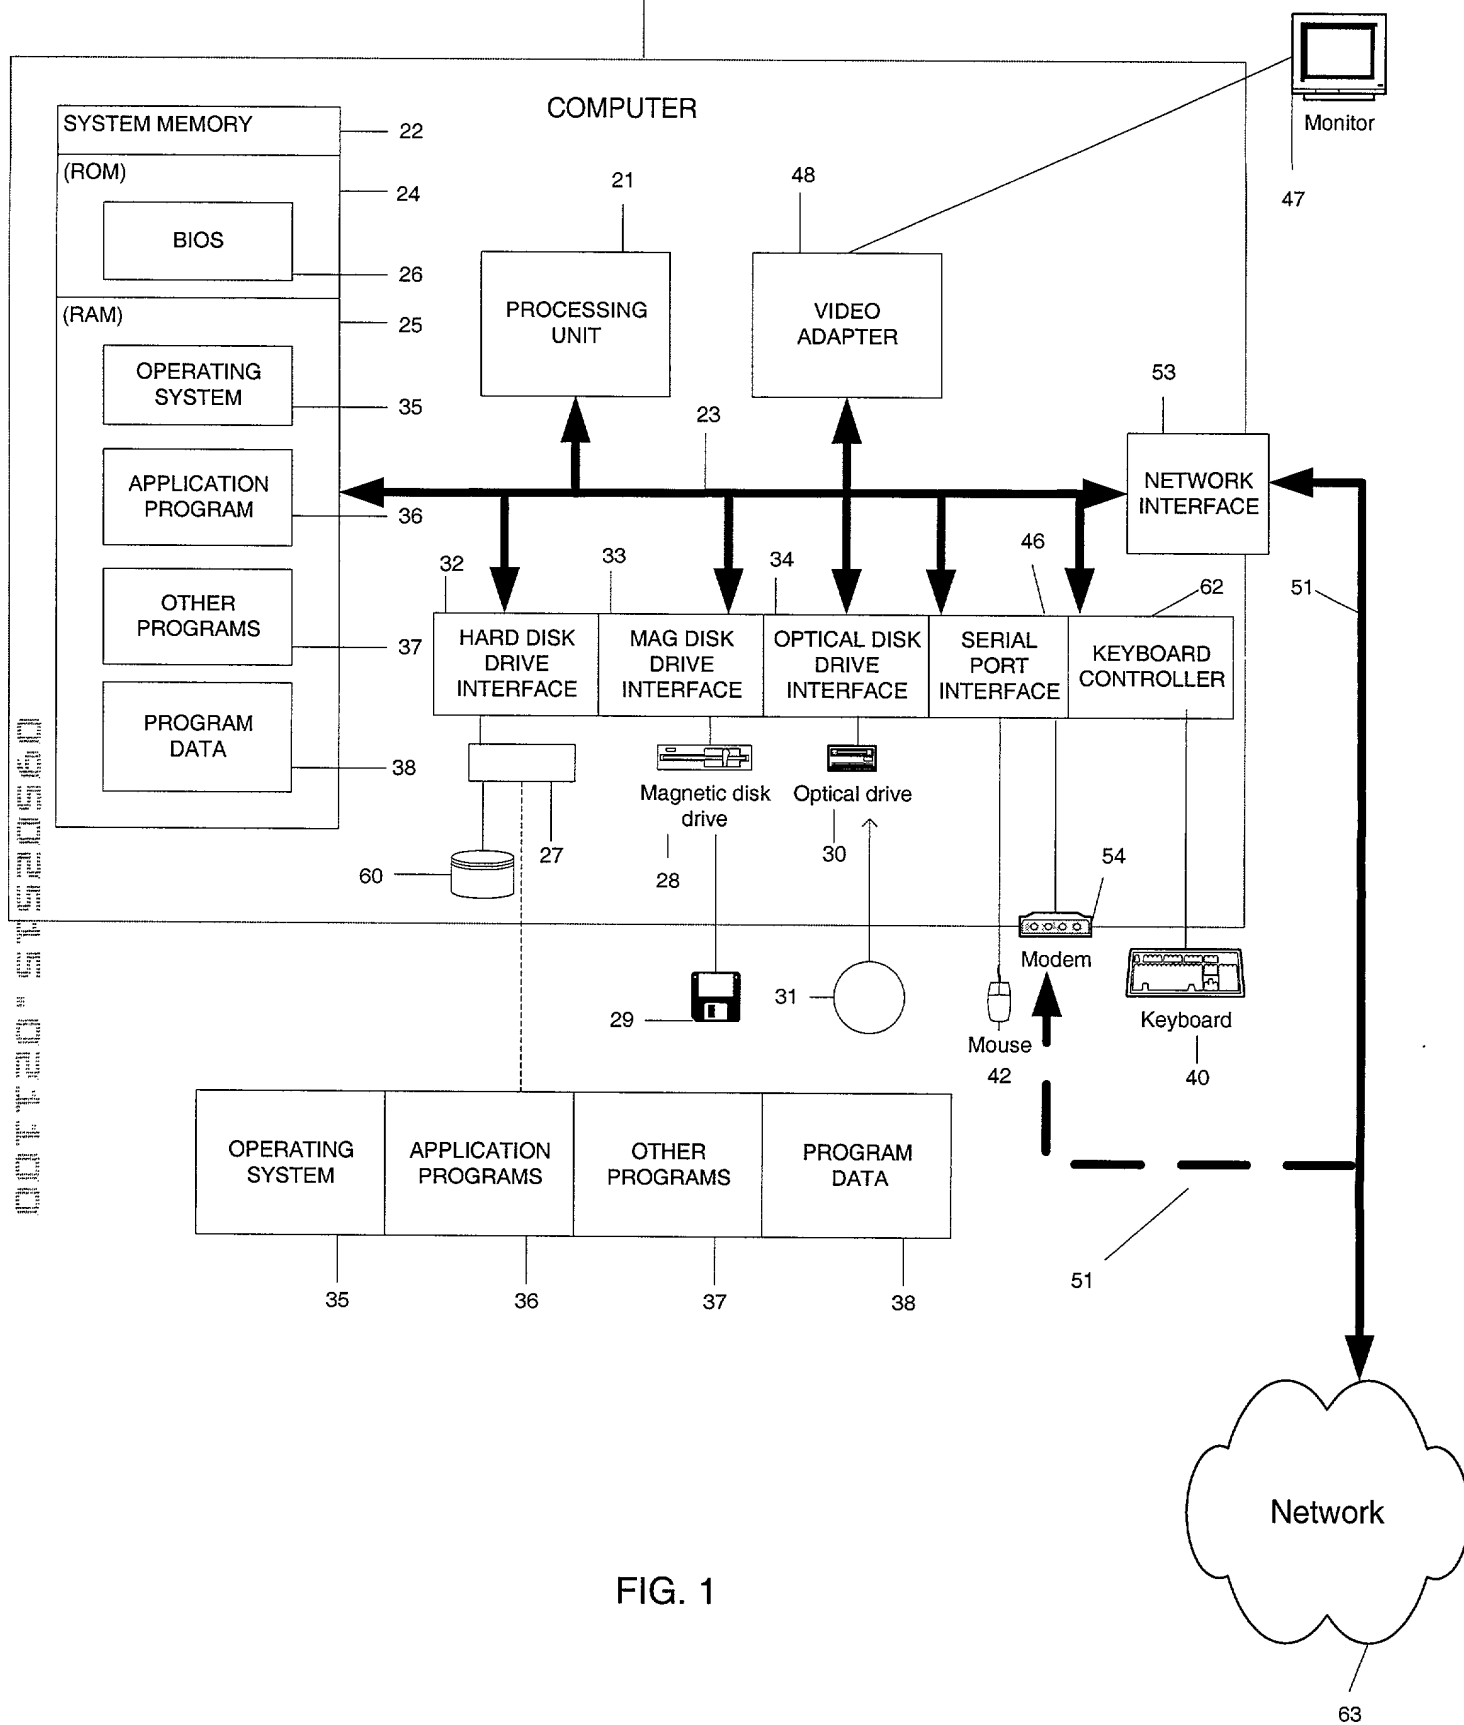 COMPUTER
Monitor
47
SYSTEM MEMORY
22
(ROM)
24
BIOS
26
(RAM)
25
OPERATING
SYSTEM
35
APPLICATION
PROGRAM
36
OTHER
PROGRAMS
37
PROGRAM
DATA
38
21
PROCESSING
UNIT
48
VIDEO
ADAPTER
23
53
NETWORK
INTERFACE
32
33
34
46
62
51
HARD DISK
DRIVE
INTERFACE
MAG DISK
DRIVE
INTERFACE
OPTICAL DISK
DRIVE
INTERFACE
SERIAL
PORT
INTERFACE
KEYBOARD
CONTROLLER
Magnetic disk
drive
Optical drive
60
27
28
30
54
29
31
Modem
Mouse
42
Keyboard
40
OPERATING
SYSTEM
APPLICATION
PROGRAMS
OTHER
PROGRAMS
PROGRAM
DATA
35
36
37
38
51
Network
FIG. 1
63